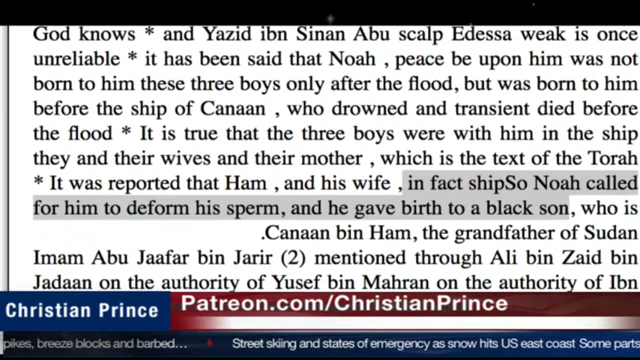 God knows * and Yazid ibn Sinan Abu scalp Edessa weak is once
unreliable * it has been said that Noah , peace be upon him was not
born to him these three boys only after the flood, but was born to him
before the ship of Canaan , who drowned and transient died before
the flood * It is true that the three boys were with him in the ship
they and their wives and their mother , which is the text of the Torah
* It was reported that Ham , and his wife , in fact shipSo Noah called
for him to deform his sperm, and he gave birth to a black son, who is
.Canaan bin Ham, the grandfather of Sudan
Imam Abu Jaafar bin Jarir (2) mentioned through Ali bin Zaid bin
Jadaan on the authority of Yusef bin Mahran on the authority of Ibn
Christian Prince
Patreon.com/ChristianPrince
pikes, breeze blocks and barbed... Street skiing and states of emergency as snow hits US east coast Some parts